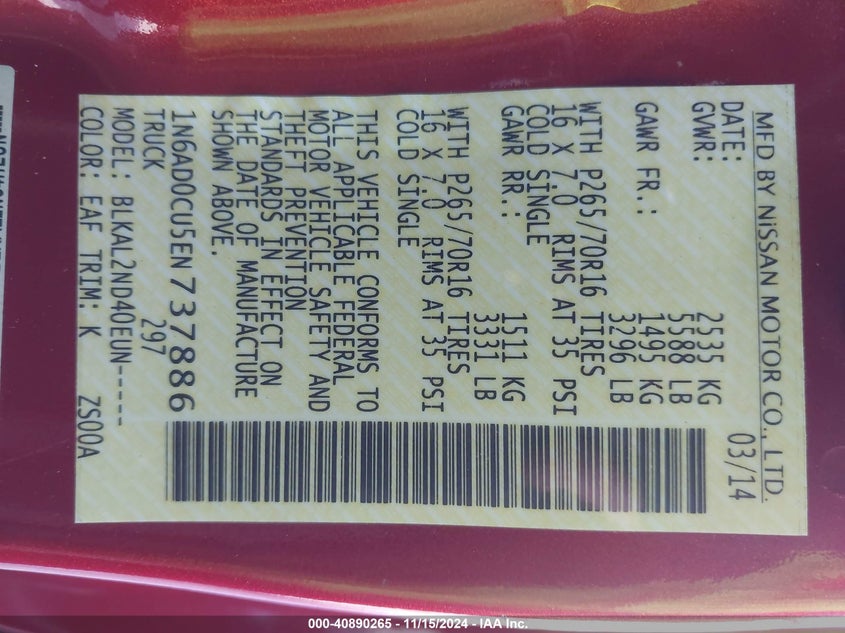 MFD BY NISSAN MOTOR CO., LTD.
DATE: 03/14
GVWR: 2535 KG
5588 LB
GAWR FR.: 1495 KG
3296 LB
WITH P265/70R16 TIRES
16 X 7.0 RIMS AT 35 PSI
COLD SINGLE
GAWR RR.: 1511 KG
3331 LB
WITH P265/70R16 TIRES
16 X 7.0 RIMS AT 35 PSI
COLD SINGLE
THIS VEHICLE CONFORMS TO
ALL APPLICABLE FEDERAL
MOTOR VEHICLE SAFETY AND
THEFT PREVENTION
STANDARDS IN EFFECT ON
THE DATE OF MANUFACTURE
SHOWN ABOVE.
1N6AD0CU5EN737886
TRUCK 297
MODEL: BLKAL2ND40EUN-----
COLOR: EAF TRIM: K ZS00A
000-40890265 - 11/15/2024 - IAA Inc.